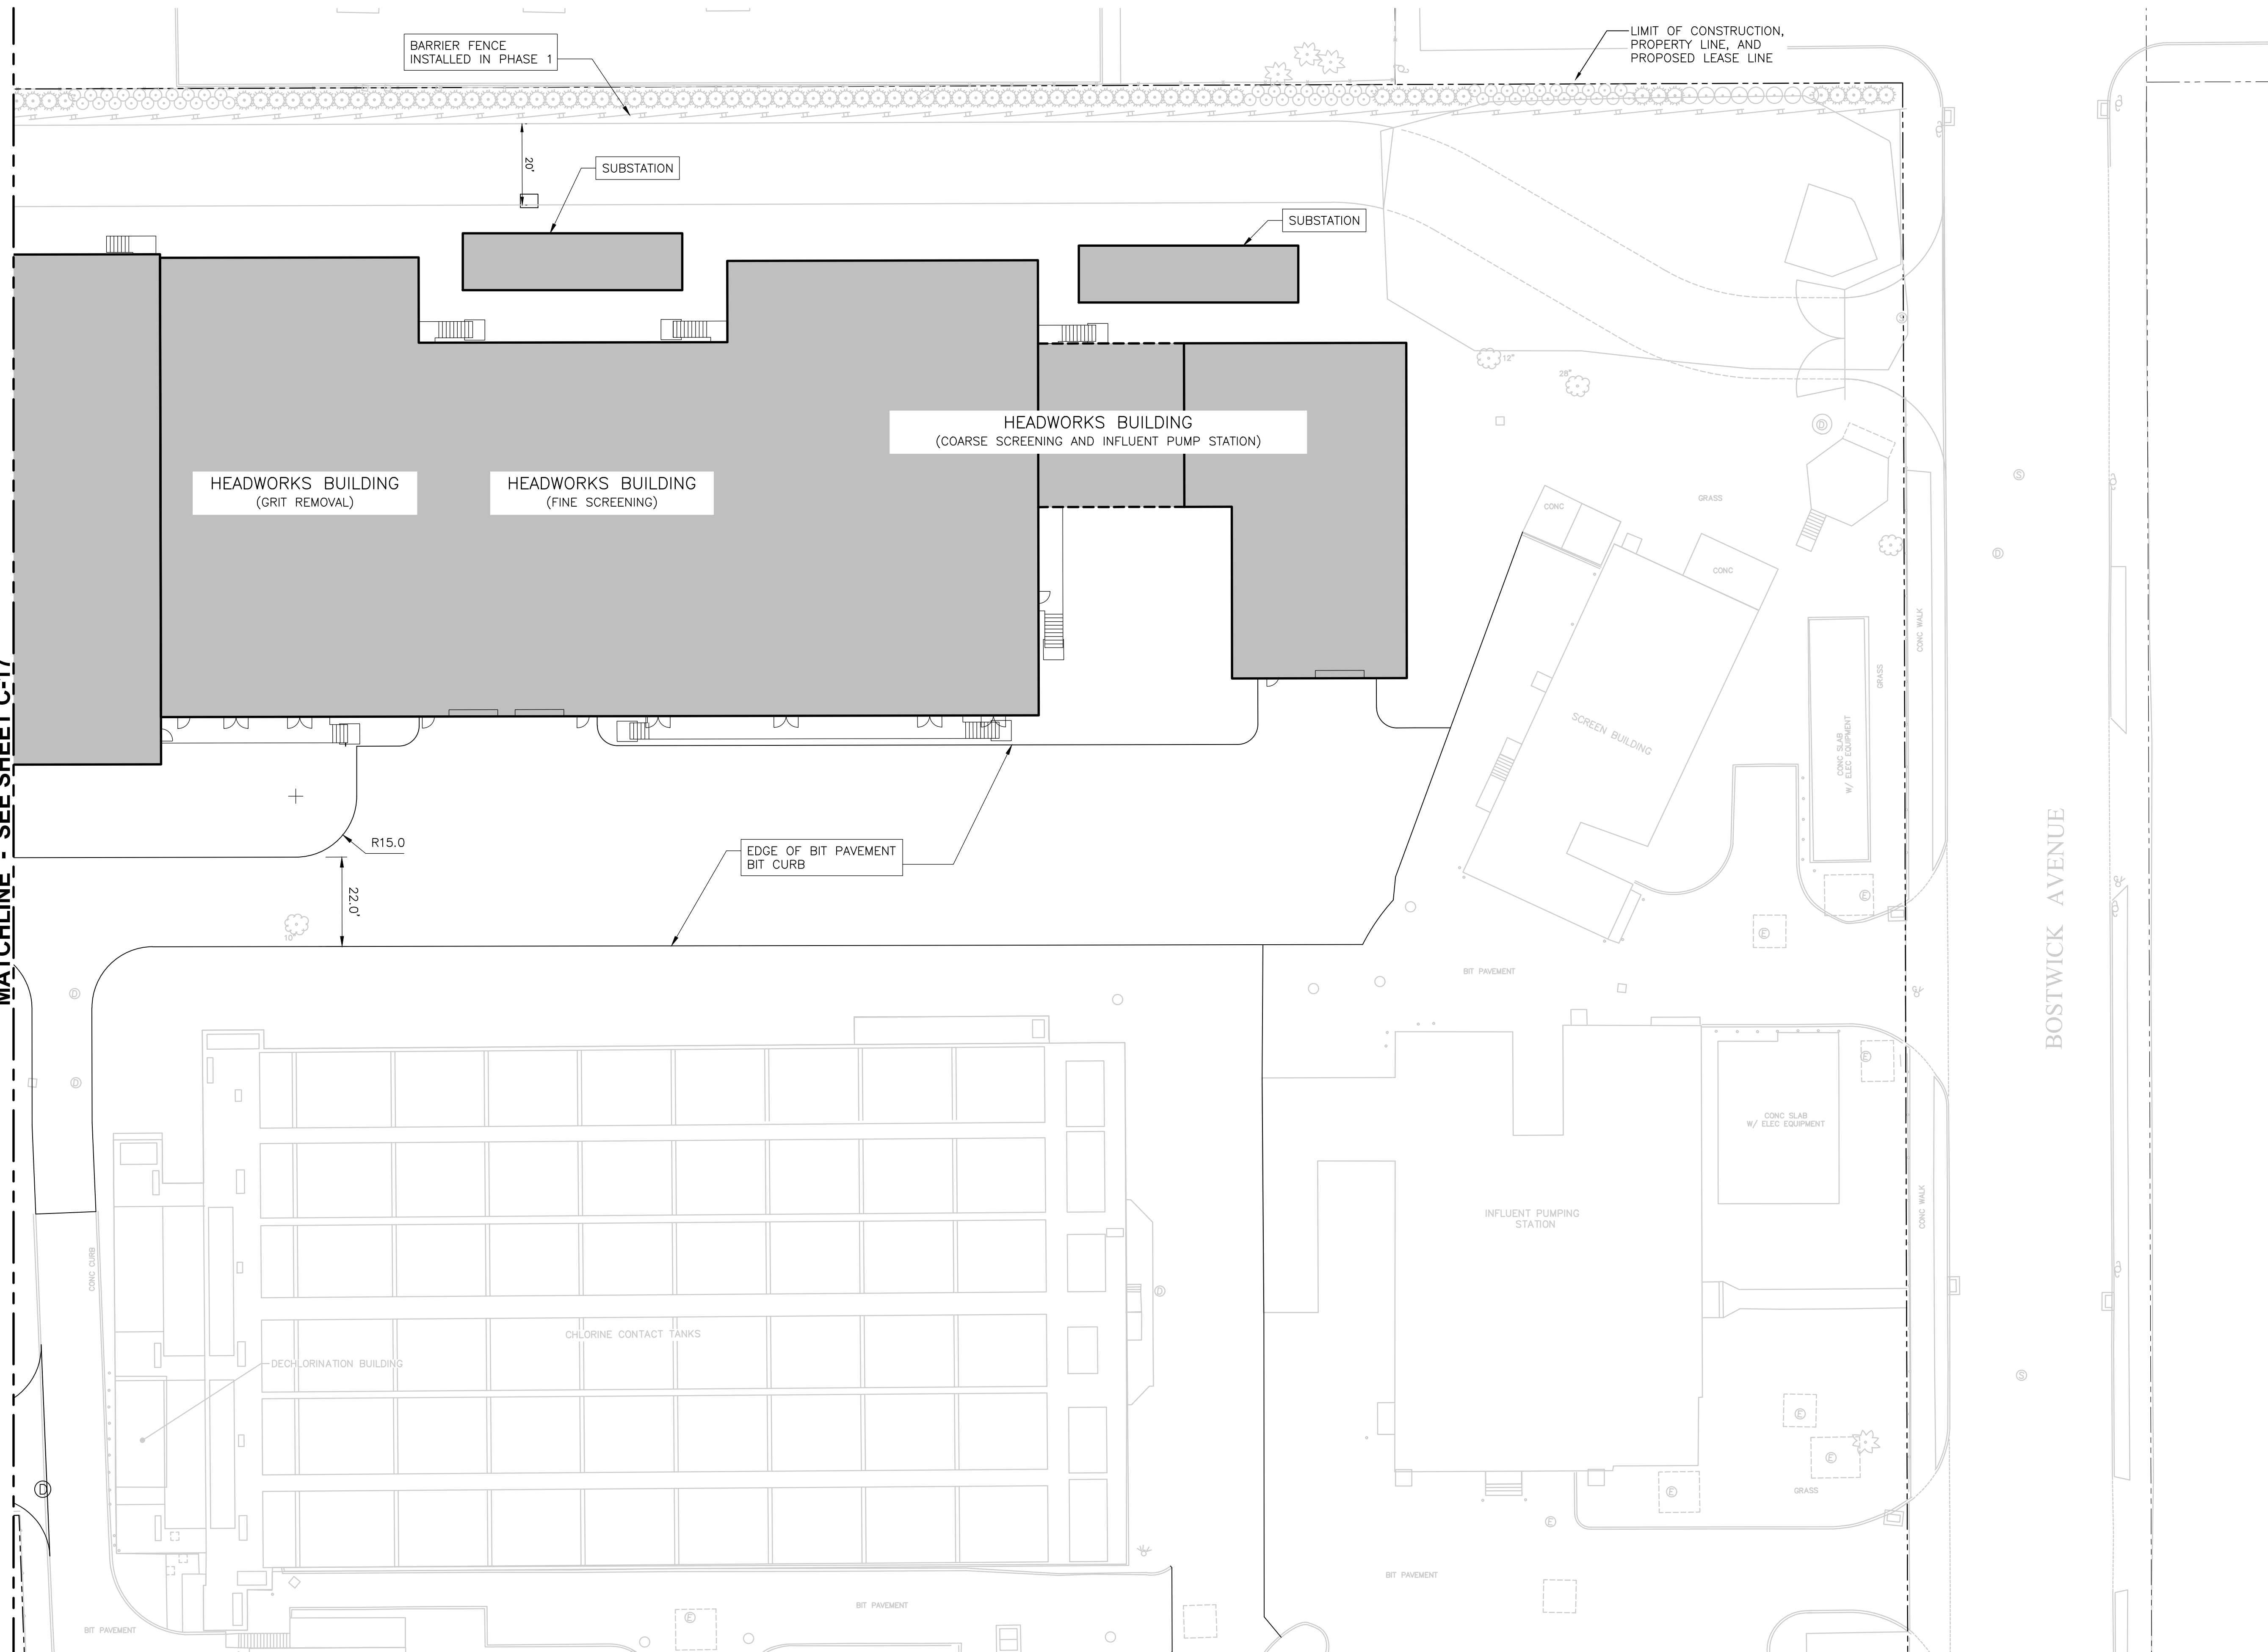 BARRIER FENCE
INSTALLED IN PHASE 1
LIMIT OF CONSTRUCTION,
PROPERTY LINE, AND
PROPOSED LEASE LINE
20'
SUBSTATION
SUBSTATION
12"
28"
D
HEADWORKS BUILDING
(COARSE SCREENING AND INFLUENT PUMP STATION)
HEADWORKS BUILDING
(GRIT REMOVAL)
HEADWORKS BUILDING
(FINE SCREENING)
CONC
GRASS
S
D
CONC
CONC WALK
GRASS
SCREEN BUILDING
CONC SLAB
W/ ELEC EQUIPMENT
MATCHLINE - SEE SHEET C-17
R15.0
22.0'
EDGE OF BIT PAVEMENT
BIT CURB
10"
E
E
BOSTWICK AVENUE
BIT PAVEMENT
D
D
E
CONC SLAB
W/ ELEC EQUIPMENT
CONC WALK
INFLUENT PUMPING
STATION
CONC CURB
D
CHLORINE CONTACT TANKS
DECHLORINATION BUILDING
S
E
E
E
GRASS
D
E
BIT PAVEMENT
BIT PAVEMENT
E
BIT PAVEMENT